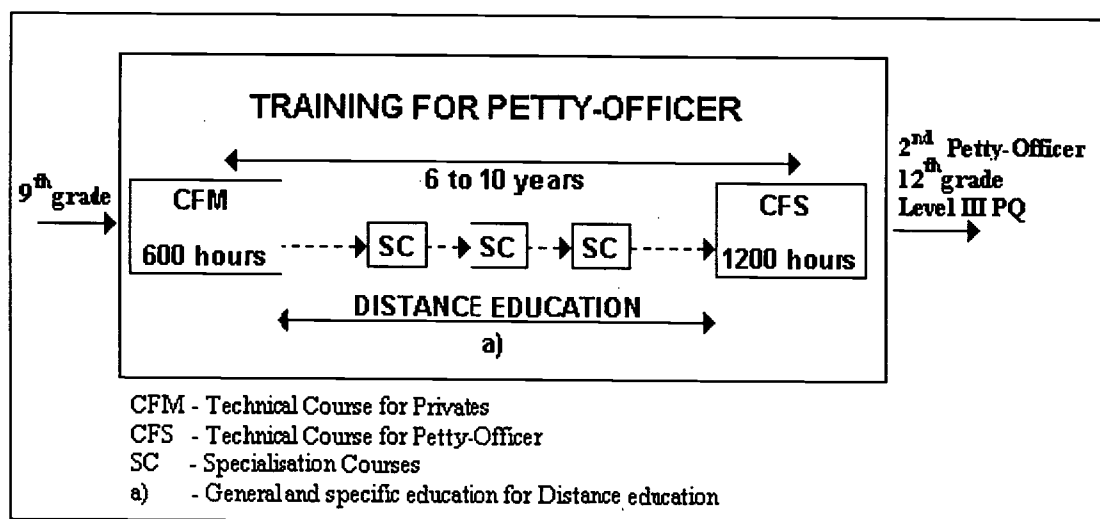 TRAINING FOR PETTY-OFFICER
6 to 10 years
9th grade
CFM
600 hours
SC
SC
SC
CFS
1200 hours
2nd Petty-Officer
12th grade
Level III PQ
DISTANCE EDUCATION
a)
CFM - Technical Course for Privates
CFS - Technical Course for Petty-Officer
SC - Specialisation Courses
a) - General and specific education for Distance education